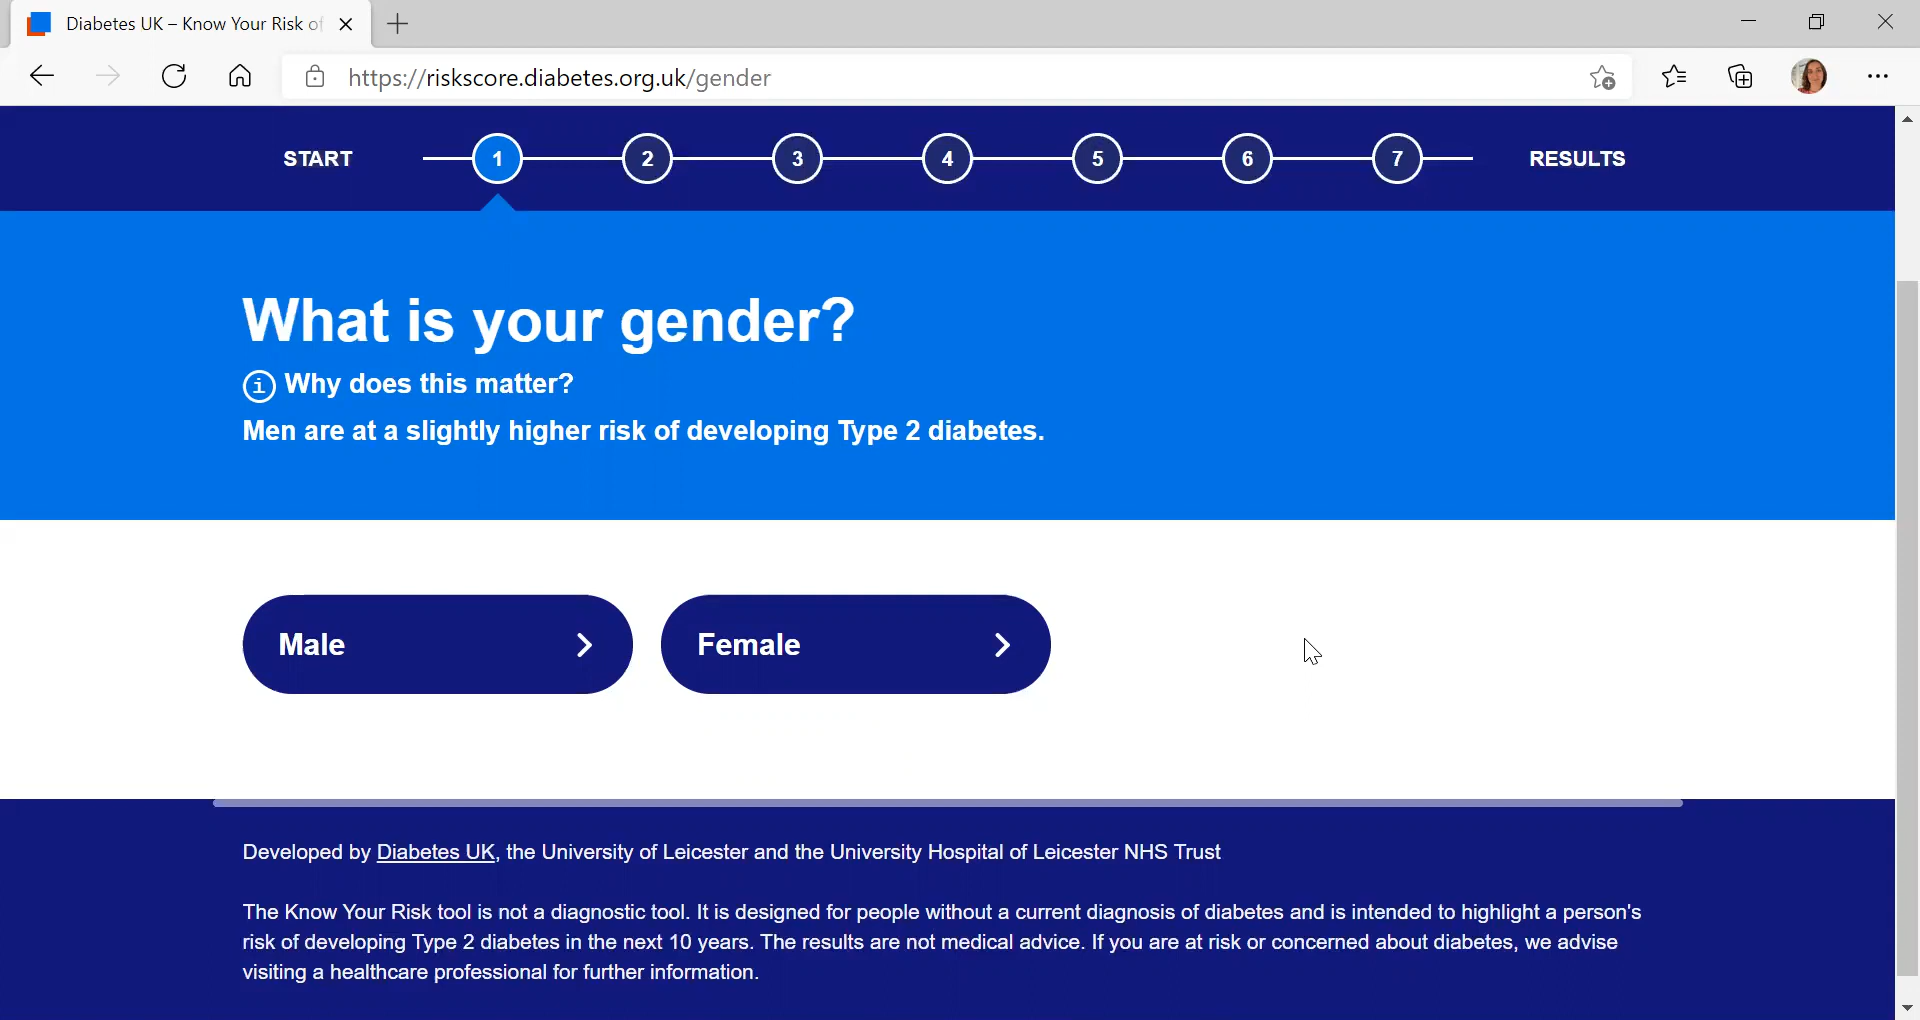 Diabetes UK – Know Your Risk of
https://riskscore.diabetes.org.uk/gender
START 1 2 3 4 5 6 7 RESULTS
What is your gender?
i Why does this matter?
Men are at a slightly higher risk of developing Type 2 diabetes.
Male Female
Developed by Diabetes UK, the University of Leicester and the University Hospital of Leicester NHS Trust
The Know Your Risk tool is not a diagnostic tool. It is designed for people without a current diagnosis of diabetes and is intended to highlight a person's
risk of developing Type 2 diabetes in the next 10 years. The results are not medical advice. If you are at risk or concerned about diabetes, we advise
visiting a healthcare professional for further information.